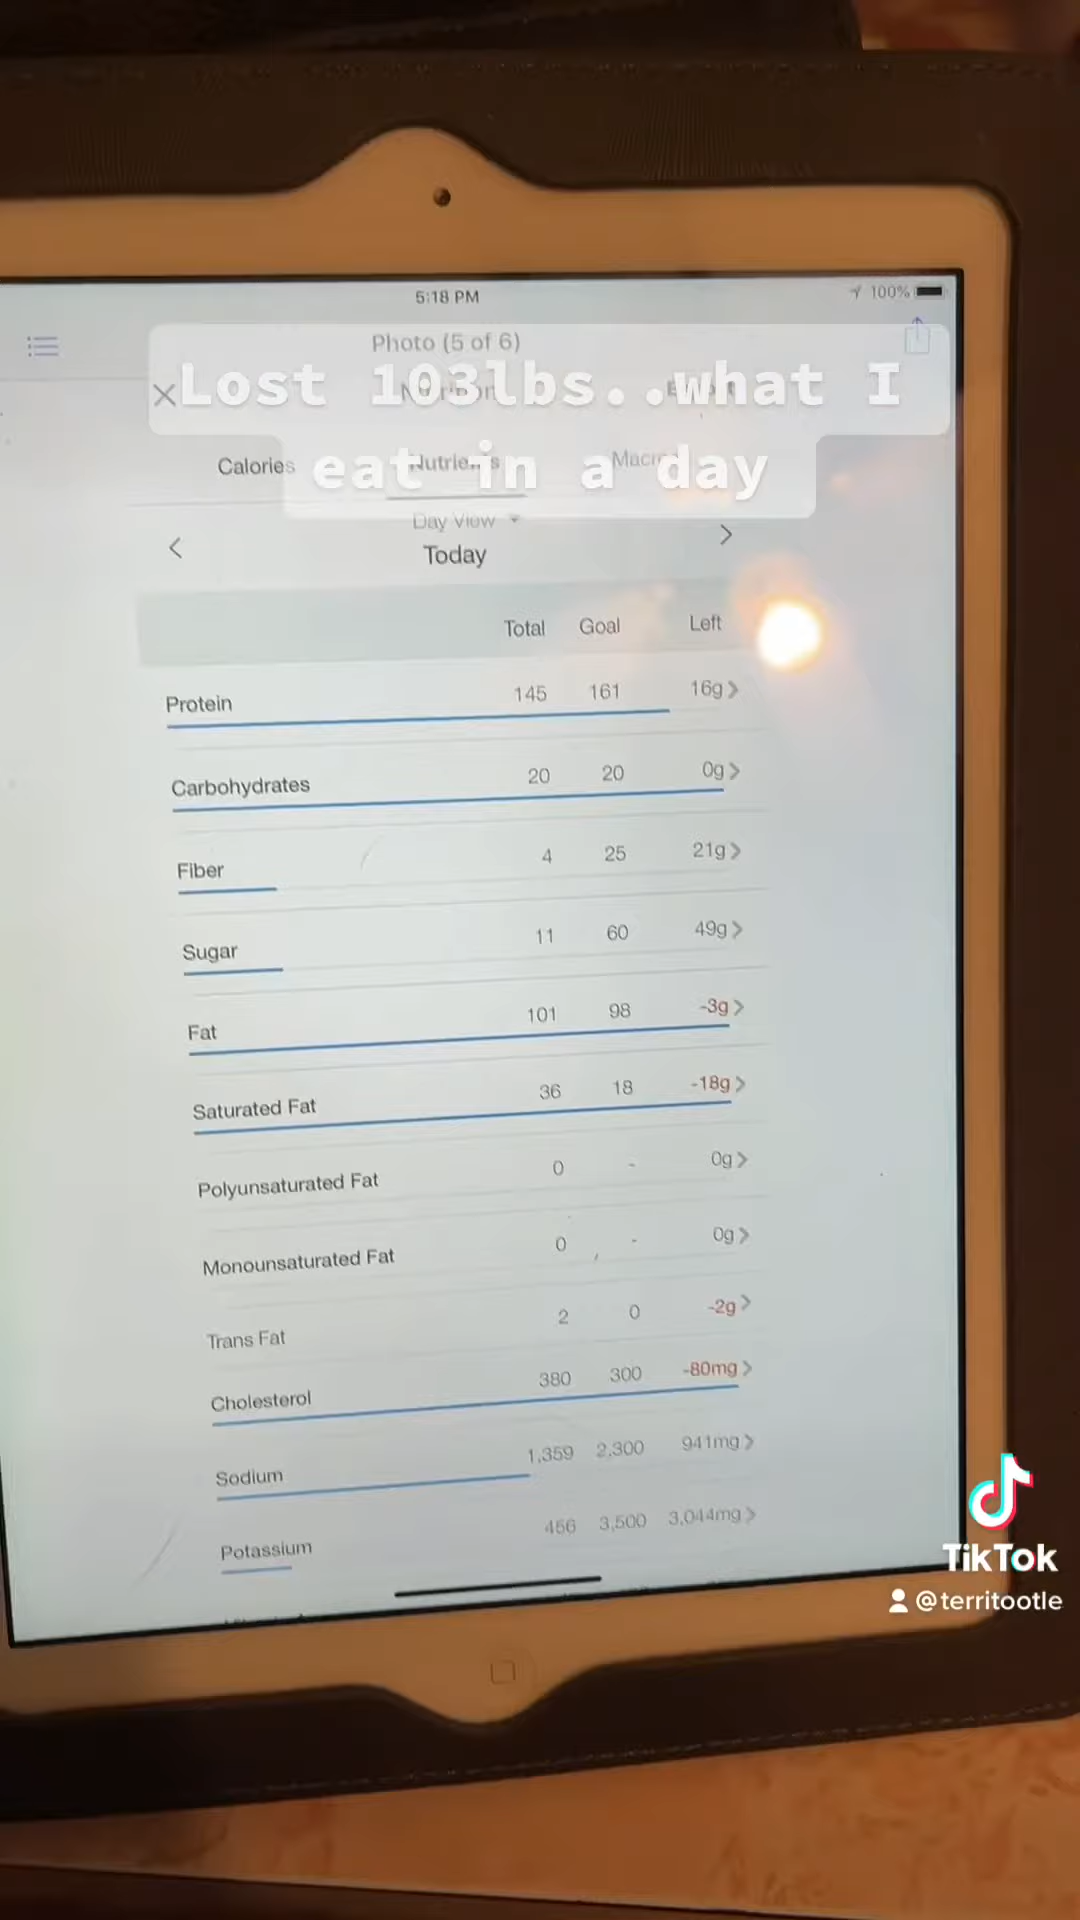 5:18 PM
100%
Photo (5 of 6)
Lost 103lbs..what I
eat in a day
Calories
Nutrients
Day View
Today
Total Goal Left
Protein 145 161 16g
Carbohydrates 20 20 0g
Fiber 4 25 21g
Sugar 11 60 49g
Fat 101 98 -3g
Saturated Fat 36 18 -18g
Polyunsaturated Fat 0 - 0g
Monounsaturated Fat 0 - 0g
Trans Fat 2 0 -2g
Cholesterol 380 300 -80mg
Sodium 1,359 2,300 941mg
Potassium 456 3,500 3,044mg
TikTok
@territootle